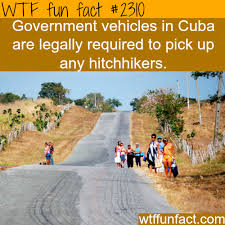 WTF fun fact #2310
Government vehicles in Cuba
are legally required to pick up
any hitchhikers.
wtffunfact.com